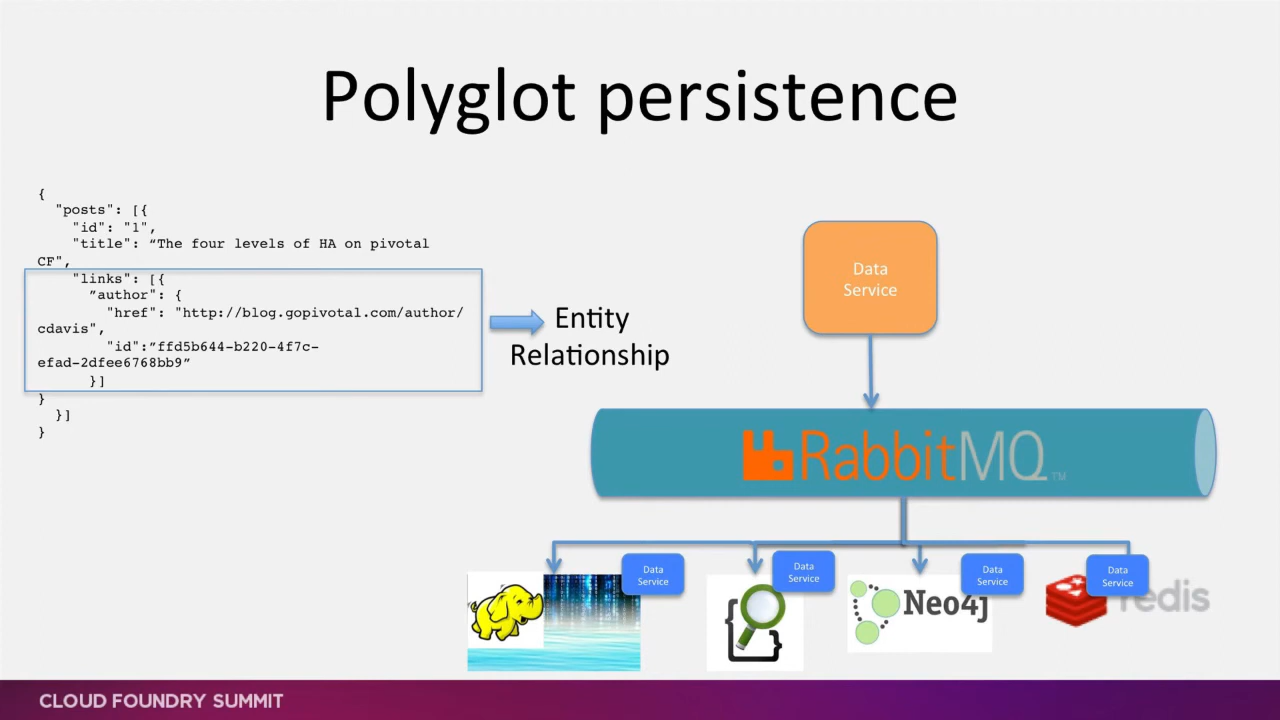 Polyglot persistence
{
"posts": [{
"id": "1",
"title": “The four levels of HA on pivotal
CF",
"links": [{
”author": {
"href": "http://blog.gopivotal.com/author/
cdavis",
"id":“ffd5b644-b220-4f7c-
efad-2dfee6768bb9”
}]
}
}]
}
Entity
Relationship
Data
Service
RabbitMQ™
Data
Service
Data
Service
Data
Service
Data
Service
Neo4j
redis
CLOUD FOUNDRY SUMMIT